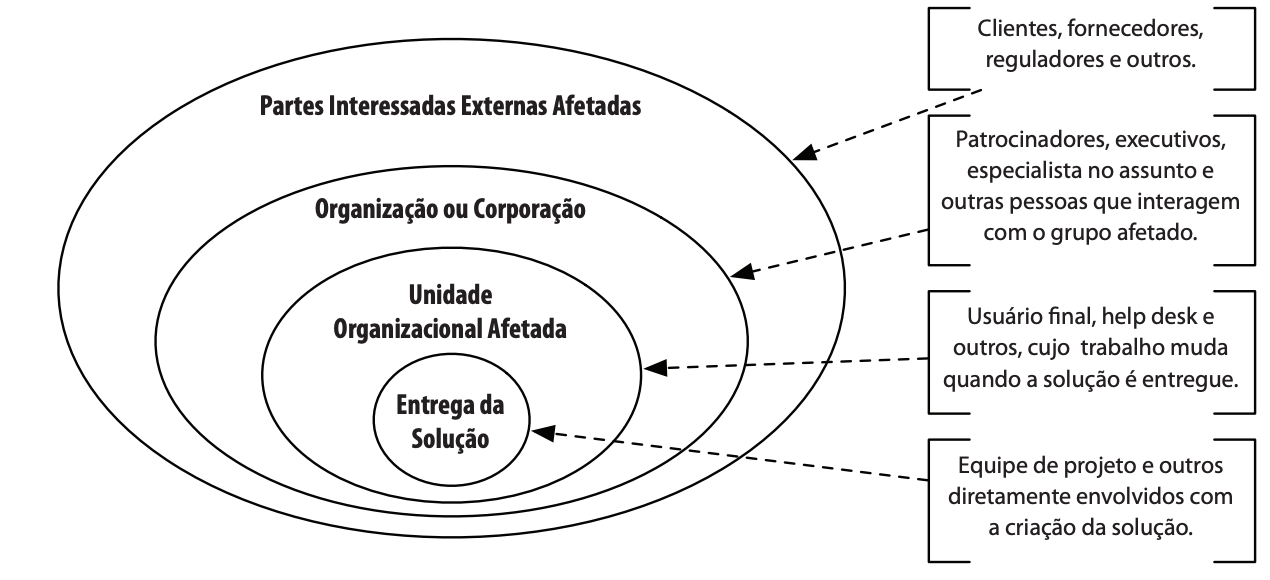 Partes Interessadas Externas Afetadas
Organização ou Corporação
Unidade
Organizacional Afetada
Entrega da
Solução
Clientes, fornecedores,
reguladores e outros.
Patrocinadores, executivos,
especialista no assunto e
outras pessoas que interagem
com o grupo afetado.
Usuário final, help desk e
outros, cujo trabalho muda
quando a solução é entregue.
Equipe de projeto e outros
diretamente envolvidos com
a criação da solução.